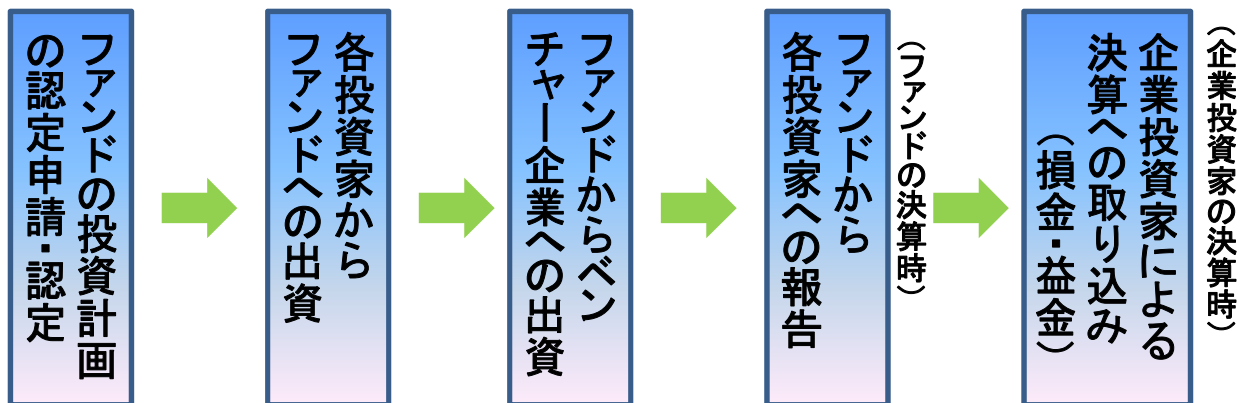 ファンドの投資計画
の認定申請・認定
各投資家から
ファンドへの出資
ファンドからベン
チャー企業への出資
ファンドから
各投資家への報告
（ファンドの決算時）
企業投資家による
決算への取り込み
（損金・益金）
（企業投資家の決算時）